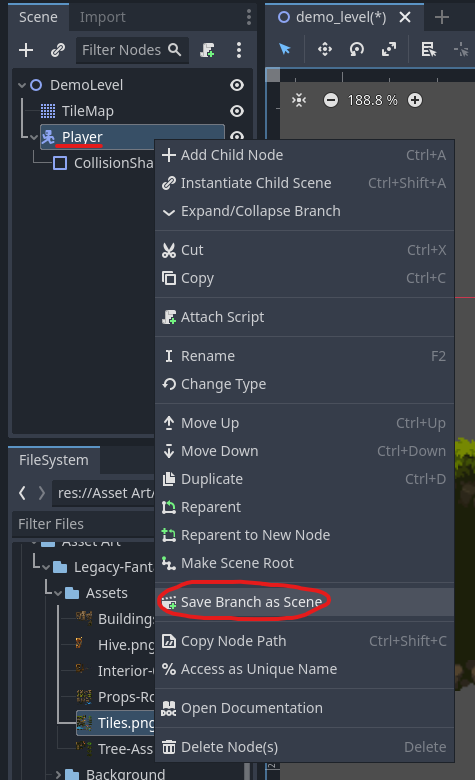 Scene Import
demo_level(*)
Filter Nodes
DemoLevel
188.8 %
TileMap
Player
CollisionSha
Add Child Node Ctrl+A
Instantiate Child Scene Ctrl+Shift+A
Expand/Collapse Branch
Cut Ctrl+X
Copy Ctrl+C
Attach Script
Rename F2
Change Type
Move Up Ctrl+Up
Move Down Ctrl+Down
Duplicate Ctrl+D
Reparent
Reparent to New Node
Make Scene Root
Save Branch as Scene
Copy Node Path Ctrl+Shift+C
Access as Unique Name
Open Documentation
Delete Node(s) Delete
FileSystem
res://Asset Art/
Filter Files
Asset Art
Legacy-Fant
Assets
Building
Hive.png
Interior-
Props-Ro
Tiles.png
Tree-Ass
Background